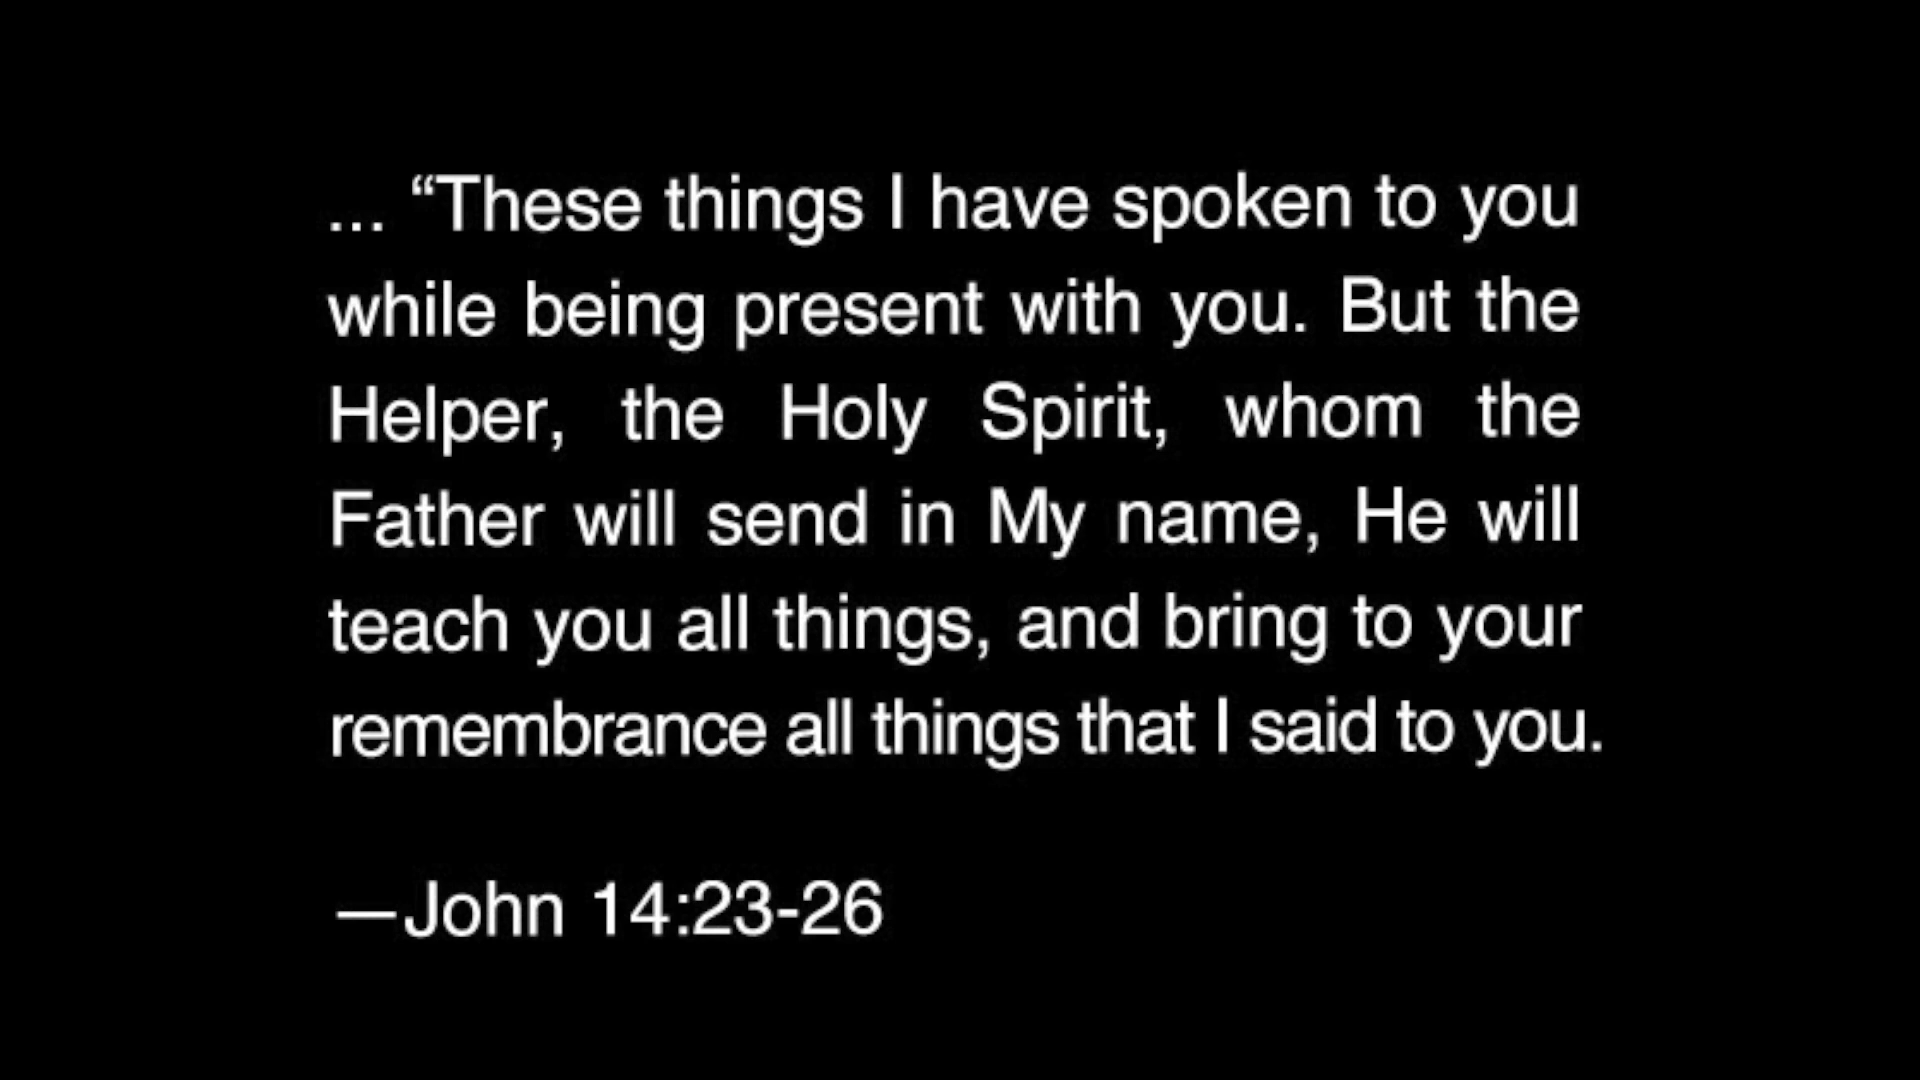 ... “These things I have spoken to you
while being present with you. But the
Helper, the Holy Spirit, whom the
Father will send in My name, He will
teach you all things, and bring to your
remembrance all things that I said to you.
—John 14:23-26